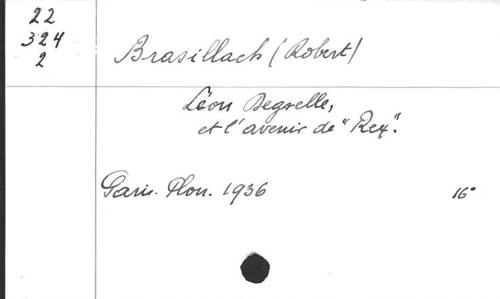 22
324
2
Brasillach (Robert)
Léon Degrelle,
et l'avenir de "Rex".
Paris. Plon. 1936 16°